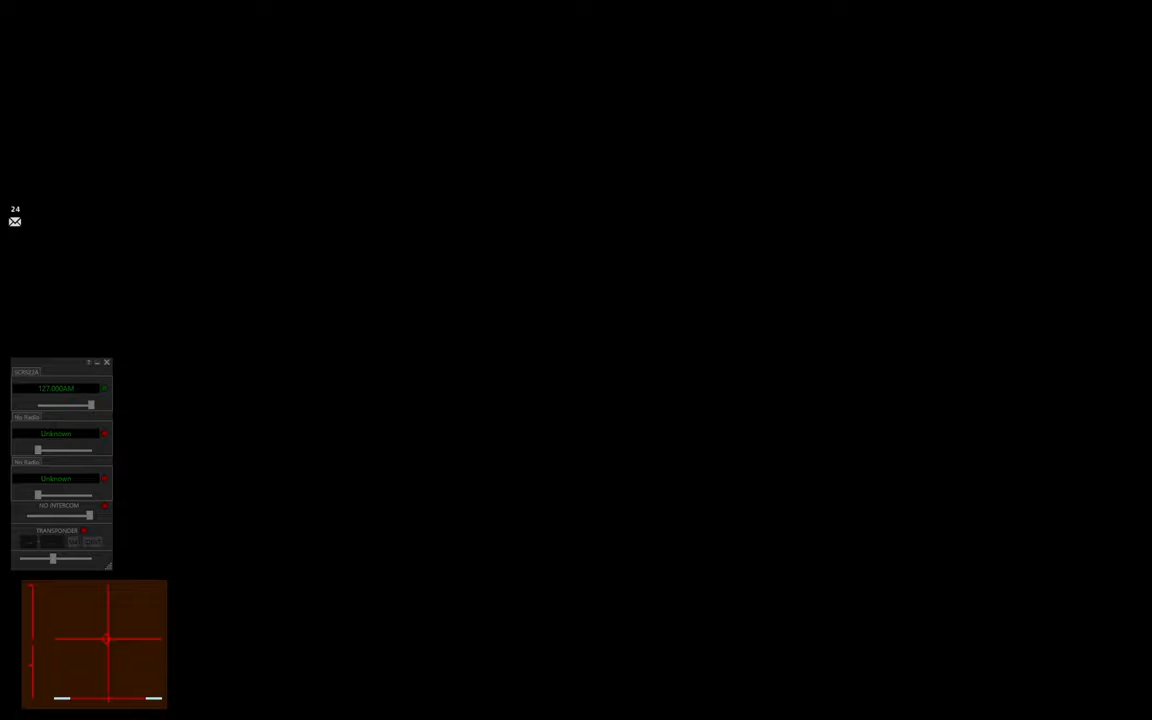 24
? – ×
SCR522A
127.000AM
No Radio
Unknown
No Radio
Unknown
NO INTERCOM
TRANSPONDER